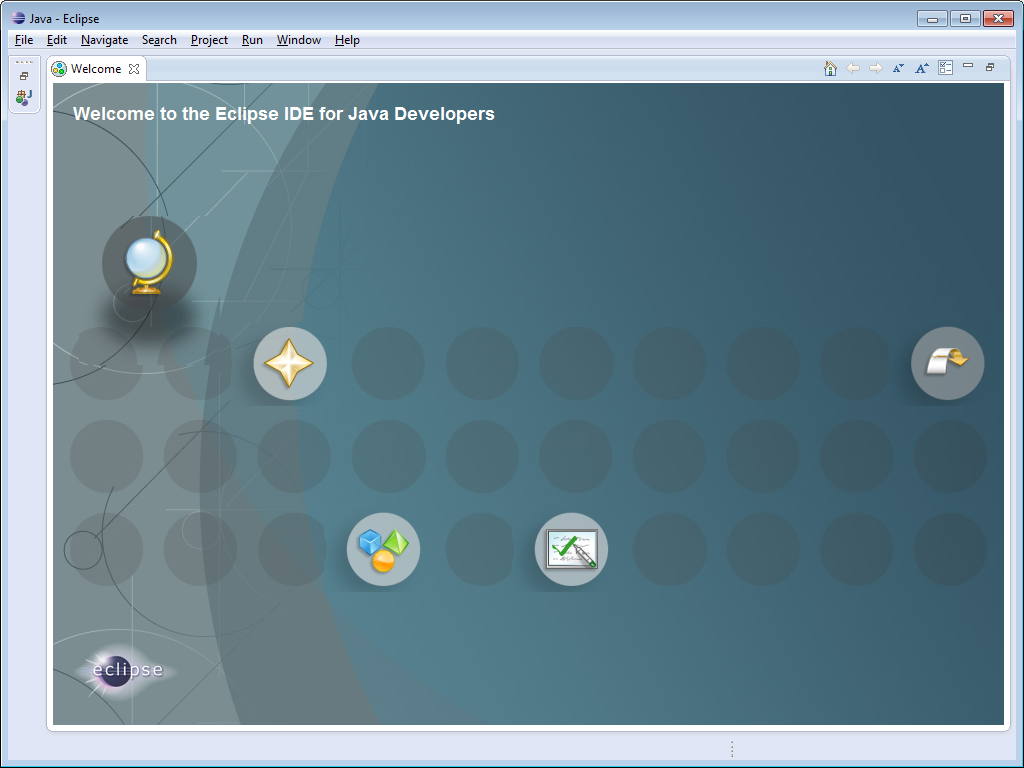 Java - Eclipse
File Edit Navigate Search Project Run Window Help
Welcome
Welcome to the Eclipse IDE for Java Developers
eclipse